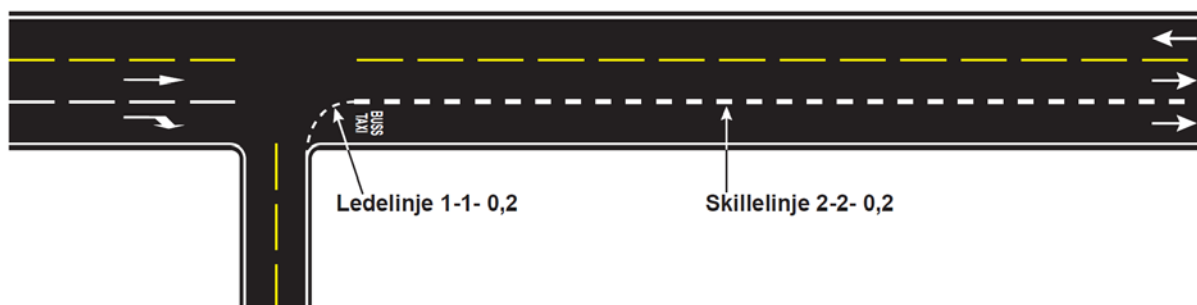 BUSS
TAXI
Ledelinje 1-1- 0,2
Skillelinje 2-2- 0,2